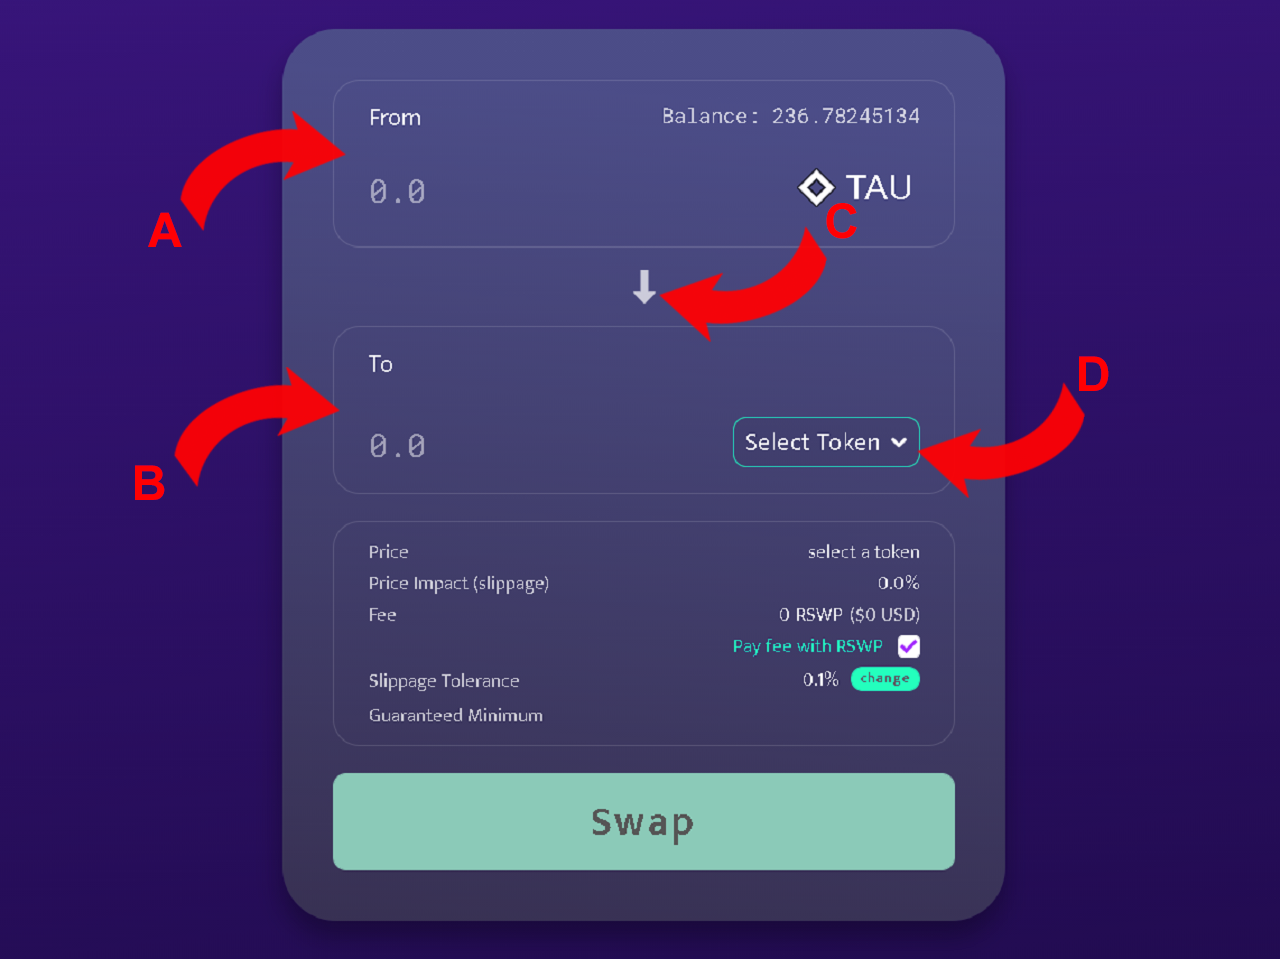 From Balance: 236.78245134
A
0.0 TAU
C
To
D
0.0 Select Token
B
Price select a token
Price Impact (slippage) 0.0%
Fee 0 RSWP ($0 USD)
Pay fee with RSWP
Slippage Tolerance 0.1% change
Guaranteed Minimum
Swap